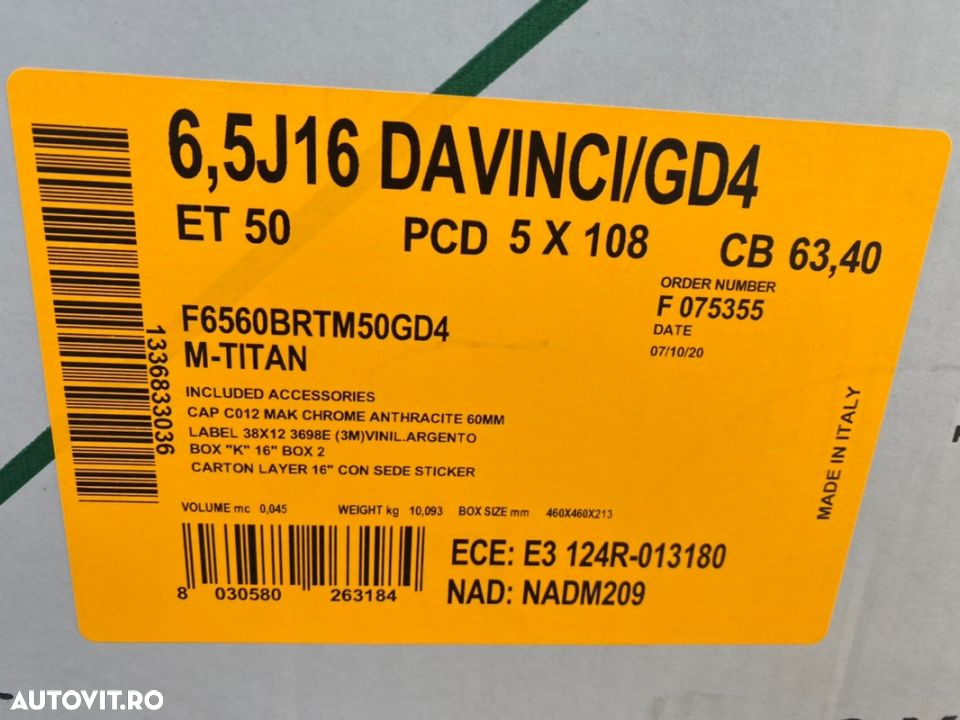 6,5J16 DAVINCI/GD4
ET 50 PCD 5 X 108 CB 63,40
ORDER NUMBER
F 075355
DATE
07/10/20
F6560BRTM50GD4
M-TITAN
INCLUDED ACCESSORIES
CAP C012 MAK CHROME ANTHRACITE 60MM
LABEL 38X12 3698E (3M)VINIL.ARGENTO
BOX "K" 16" BOX 2
CARTON LAYER 16" CON SEDE STICKER
1336833036
MADE IN ITALY
VOLUME mc 0,045 WEIGHT kg 10,093 BOX SIZE mm 460X460X213
8 030580 263184
ECE: E3 124R-013180
NAD: NADM209
AUTOVIT.RO